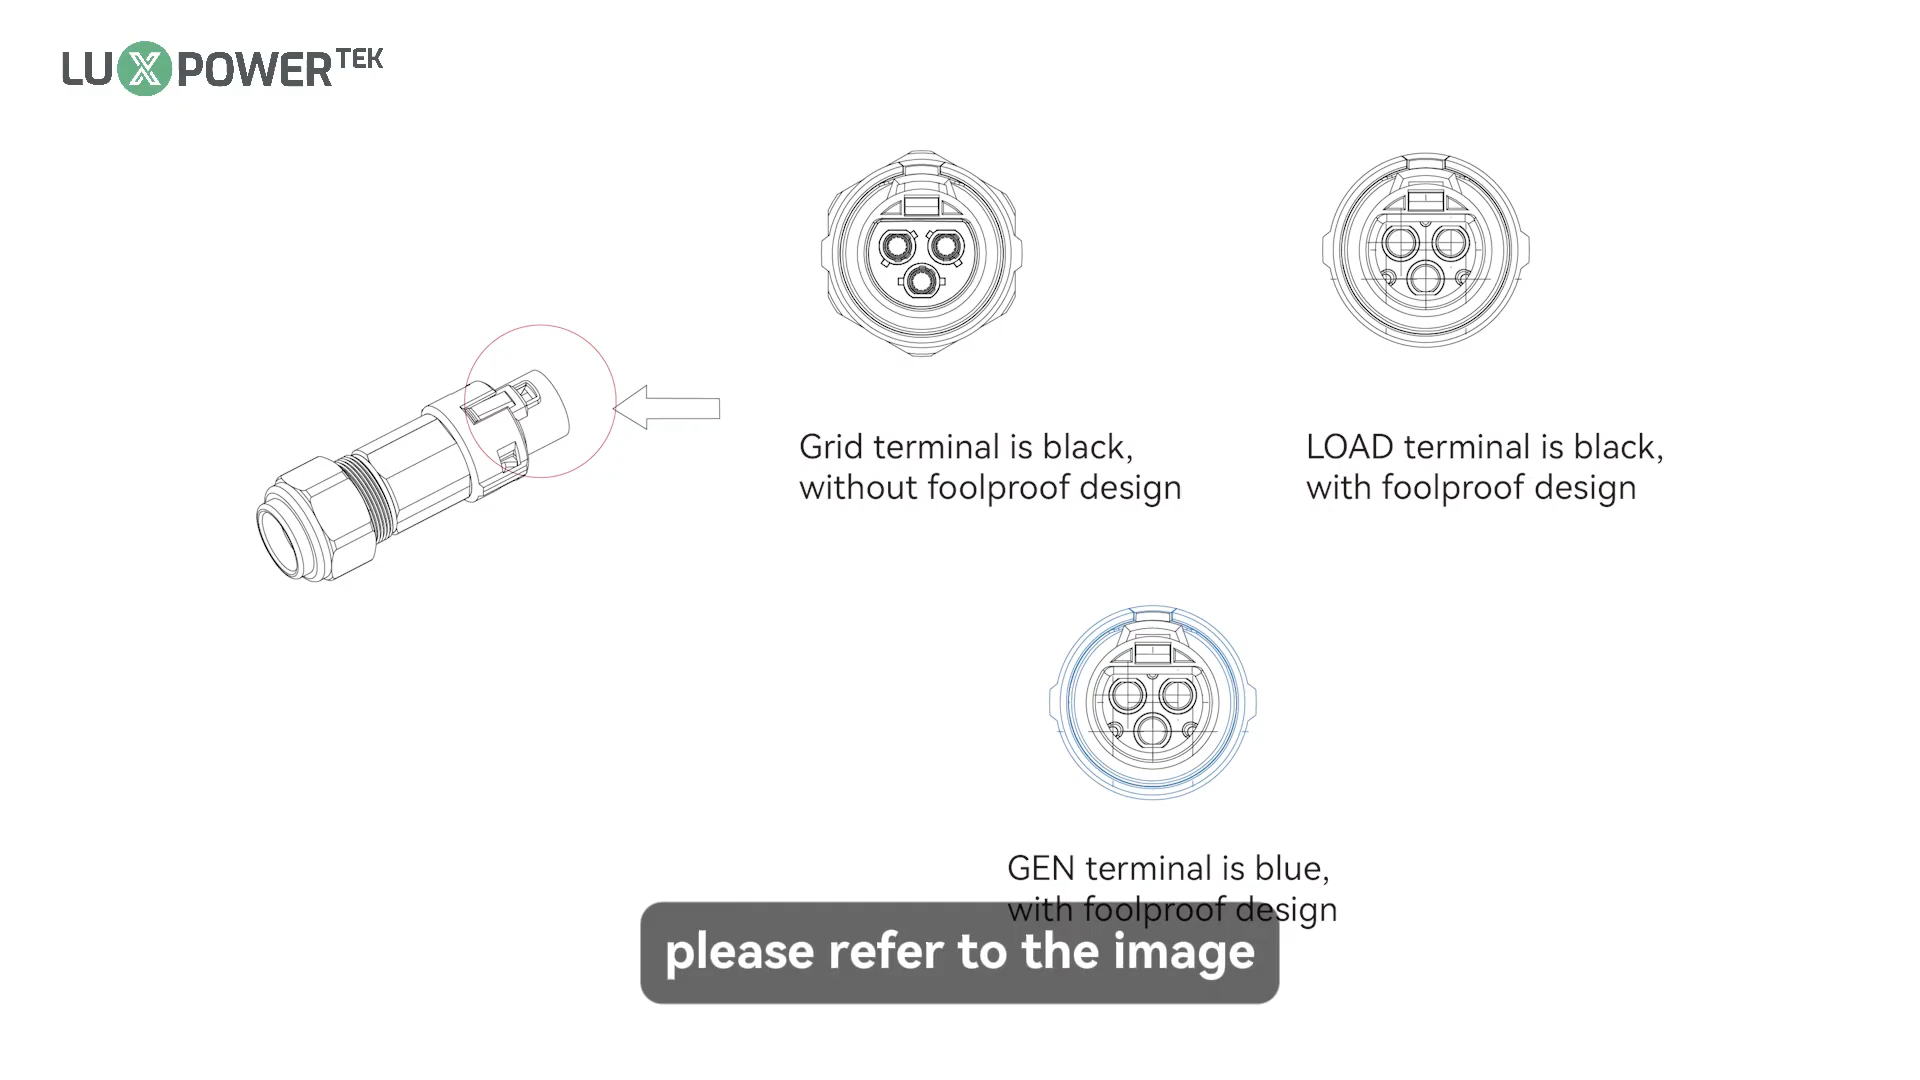 LUXPOWERTEK
Grid terminal is black,
without foolproof design
LOAD terminal is black,
with foolproof design
GEN terminal is blue,
with foolproof design
please refer to the image